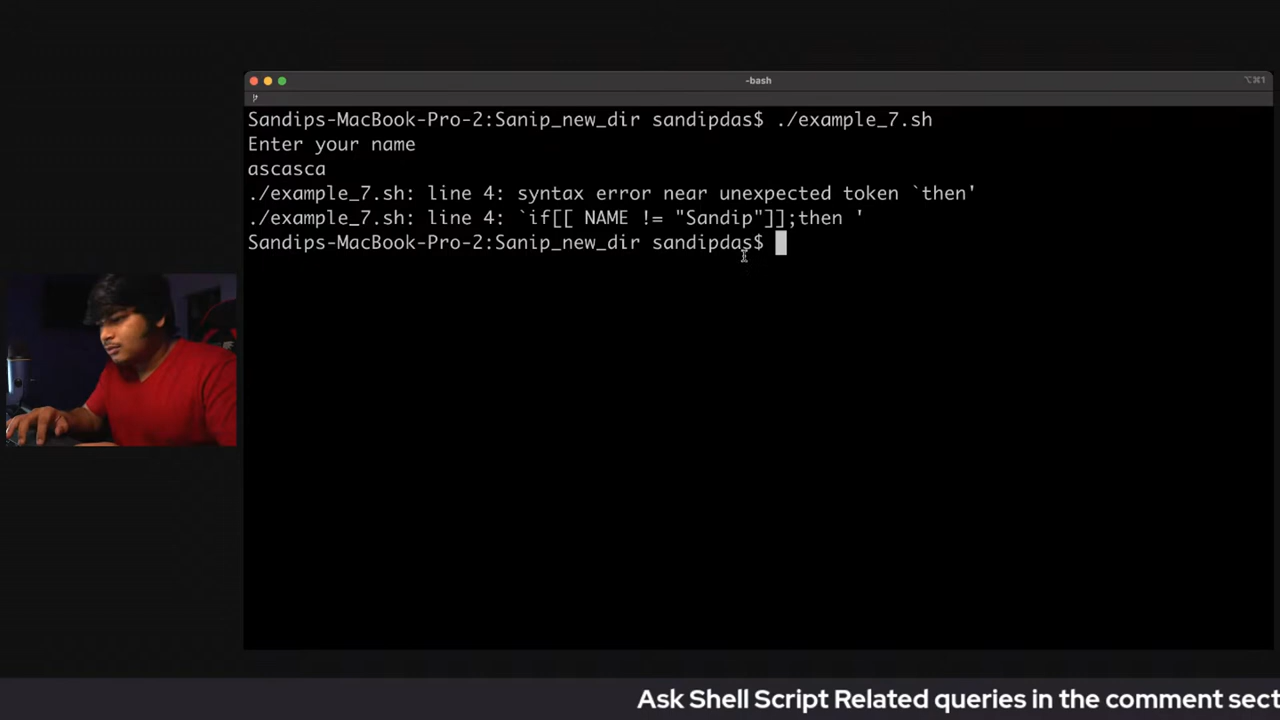 -bash
⌥⌘1
Sandips-MacBook-Pro-2:Sanip_new_dir sandipdas$ ./example_7.sh
Enter your name
ascasca
./example_7.sh: line 4: syntax error near unexpected token `then'
./example_7.sh: line 4: `if[[ NAME != "Sandip"]];then '
Sandips-MacBook-Pro-2:Sanip_new_dir sandipdas$
Ask Shell Script Related queries in the comment sect